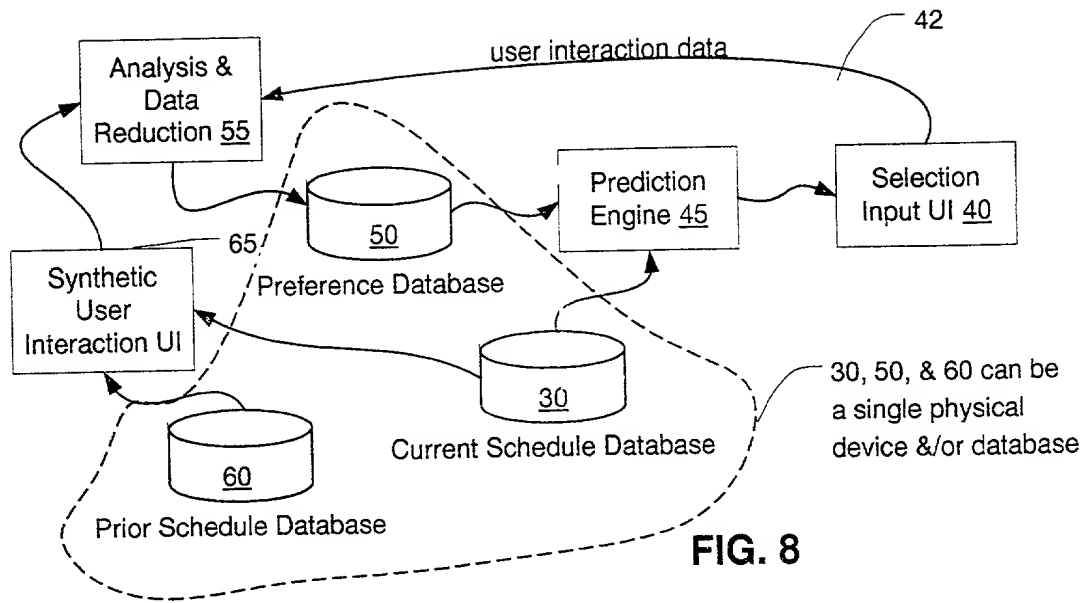 42
user interaction data
Analysis &
Data
Reduction 55
Prediction
Engine 45
Selection
Input UI 40
50
Preference Database
65
Synthetic
User
Interaction UI
30
Current Schedule Database
30, 50, & 60 can be
a single physical
device &/or database
60
Prior Schedule Database
FIG. 8